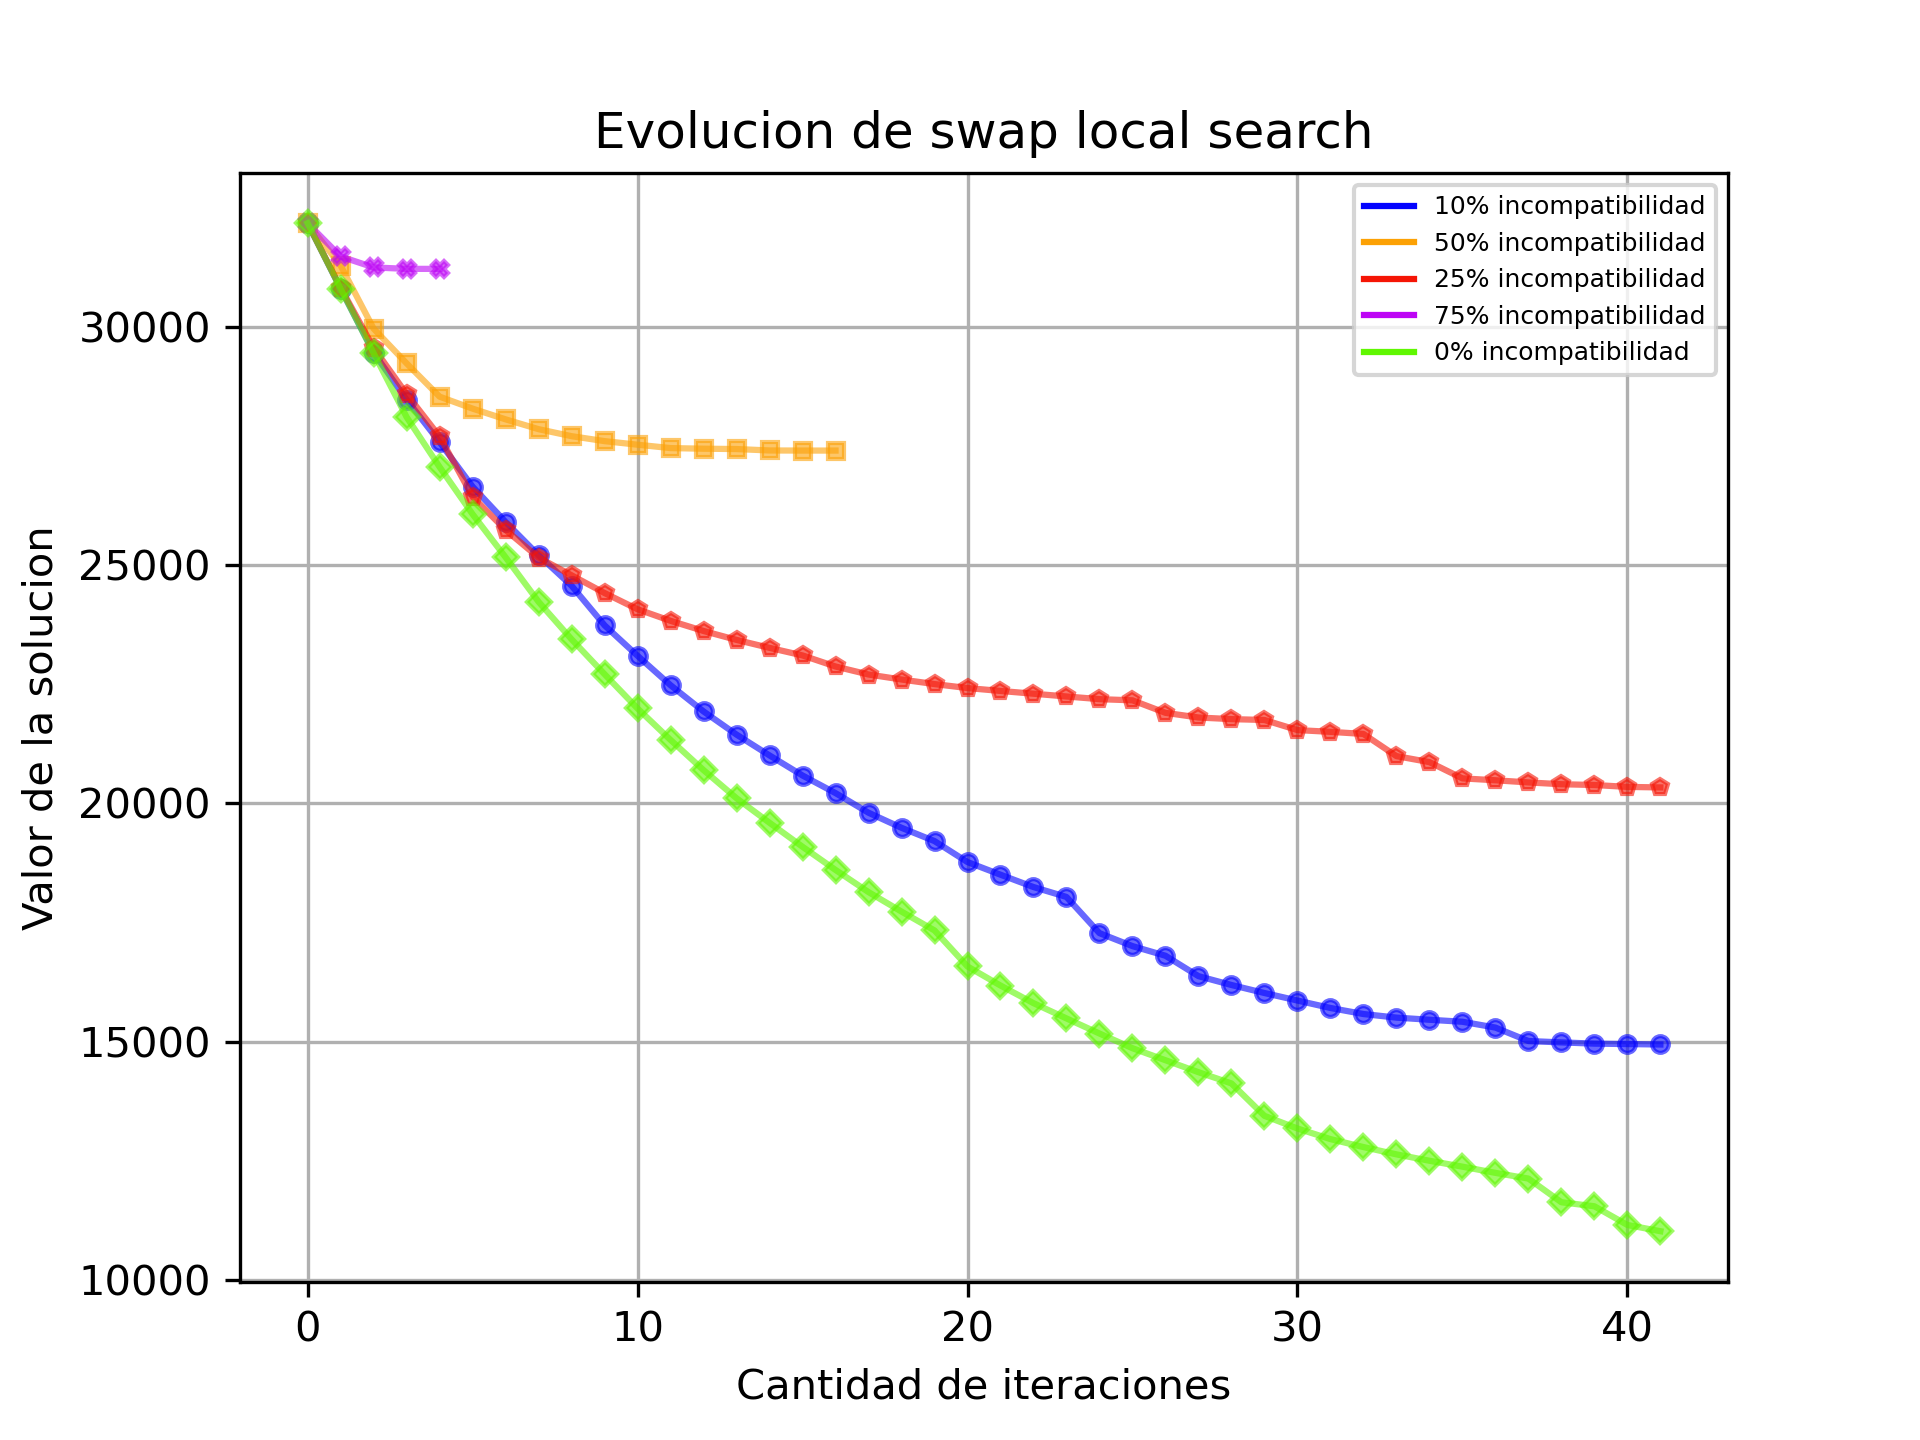 Evolucion de swap local search
10% incompatibilidad
50% incompatibilidad
25% incompatibilidad
75% incompatibilidad
0% incompatibilidad
Valor de la solucion
30000
25000
20000
15000
10000
0 10 20 30 40
Cantidad de iteraciones